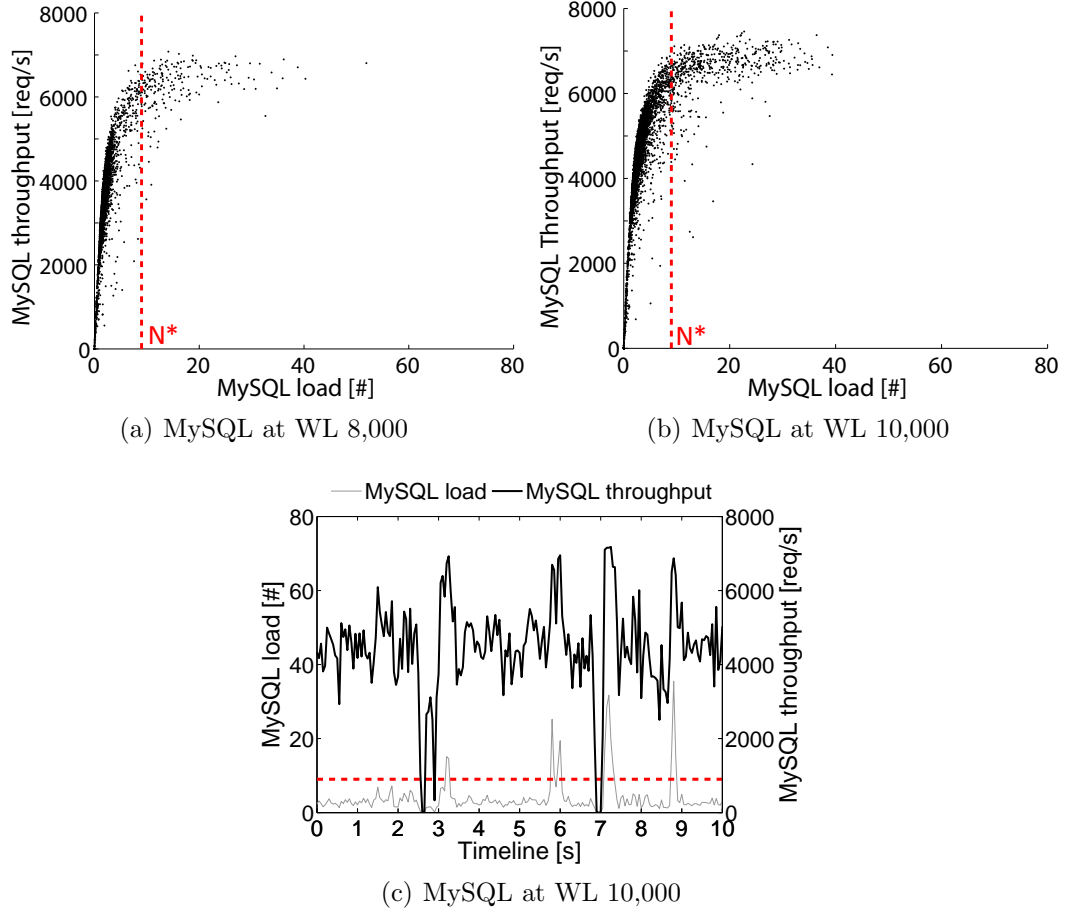 MySQL throughput [req/s]
8000
6000
4000
2000
0
N*
0 20 40 60 80
MySQL load [#]
(a) MySQL at WL 8,000
MySQL Throughput [req/s]
8000
6000
4000
2000
0
N*
0 20 40 60 80
MySQL load [#]
(b) MySQL at WL 10,000
MySQL load MySQL throughput
MySQL load [#]
80
60
40
20
0
8000
6000
4000
2000
0
MySQL throughput [req/s]
0 1 2 3 4 5 6 7 8 9 10
Timeline [s]
(c) MySQL at WL 10,000